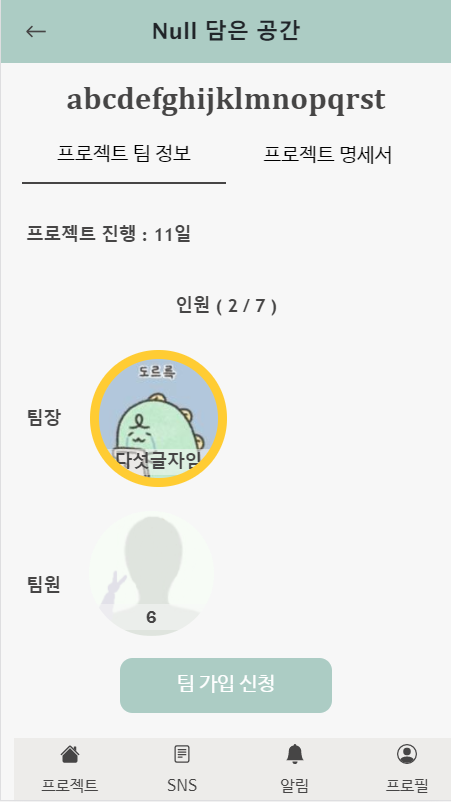 Null 담은 공간
abcdefghijklmnopqrst
프로젝트 팀 정보 프로젝트 명세서
프로젝트 진행 : 11일
인원 ( 2 / 7 )
도르륵
팀장
다섯글자임
팀원
6
팀 가입 신청
프로젝트 SNS 알림 프로필